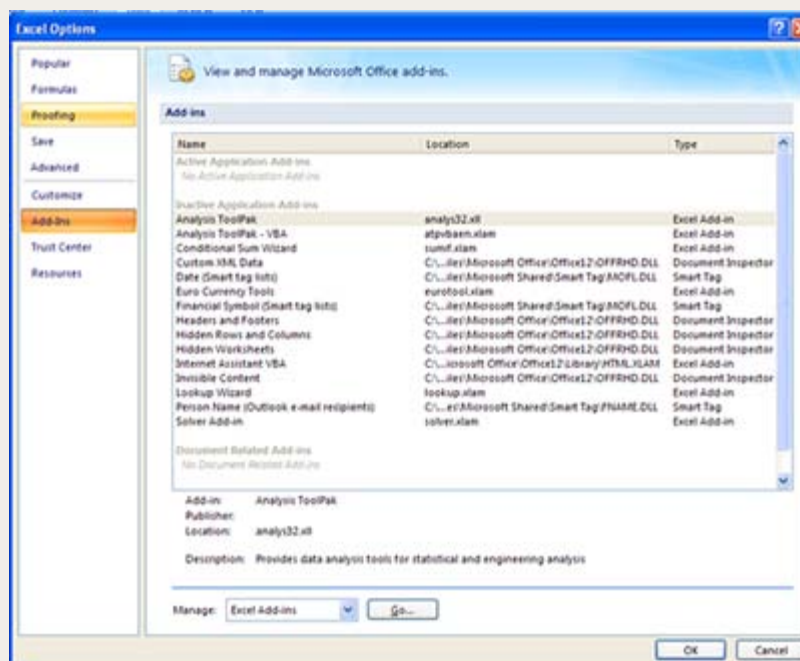 Excel Options
Popular
Formulas
Proofing
Save
Advanced
Customize
Add-Ins
Trust Center
Resources
View and manage Microsoft Office add-ins.
Add-ins
Name Location Type
Active Application Add-ins
No Active Application Add-ins
Inactive Application Add-ins
Analysis ToolPak analys32.xll Excel Add-in
Analysis ToolPak - VBA atpvbaen.xlam Excel Add-in
Conditional Sum Wizard sumif.xlam Excel Add-in
Custom XML Data C:\...iles\Microsoft Office\Office12\OFFRHD.DLL Document Inspector
Date (Smart tag lists) C:\...iles\Microsoft Shared\Smart Tag\MOFL.DLL Smart Tag
Euro Currency Tools eurotool.xlam Excel Add-in
Financial Symbol (Smart tag lists) C:\...iles\Microsoft Shared\Smart Tag\MOFL.DLL Smart Tag
Headers and Footers C:\...iles\Microsoft Office\Office12\OFFRHD.DLL Document Inspector
Hidden Rows and Columns C:\...iles\Microsoft Office\Office12\OFFRHD.DLL Document Inspector
Hidden Worksheets C:\...iles\Microsoft Office\Office12\OFFRHD.DLL Document Inspector
Internet Assistant VBA C:\...icrosoft Office\Office12\Library\HTML.XLAM Excel Add-in
Invisible Content C:\...iles\Microsoft Office\Office12\OFFRHD.DLL Document Inspector
Lookup Wizard lookup.xlam Excel Add-in
Person Name (Outlook e-mail recipients) C:\...es\Microsoft Shared\Smart Tag\FNAME.DLL Smart Tag
Solver Add-in solver.xlam Excel Add-in
Document Related Add-ins
No Document Related Add-ins
Add-in: Analysis ToolPak
Publisher:
Location: analys32.xll
Description: Provides data analysis tools for statistical and engineering analysis
Manage: Excel Add-ins Go...
OK Cancel